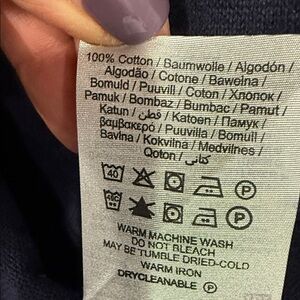 100% Cotton / Baumwolle / Algodón /
Algodão / Cotone / Bawełna /
Bomuld / Puuvill / Coton / Хлопок /
Pamuk / Bombaz / Bumbac / Pamut /
Katun / قطن / Katoen / Памук /
Βαμβακερό / Puuvilla / Bomull /
Bavlna / Kokvilna / Medvilnės /
Qoton / كتانى /
40
P
P
WARM MACHINE WASH
DO NOT BLEACH
MAY BE TUMBLE DRIED-COLD
WARM IRON
DRYCLEANABLE P